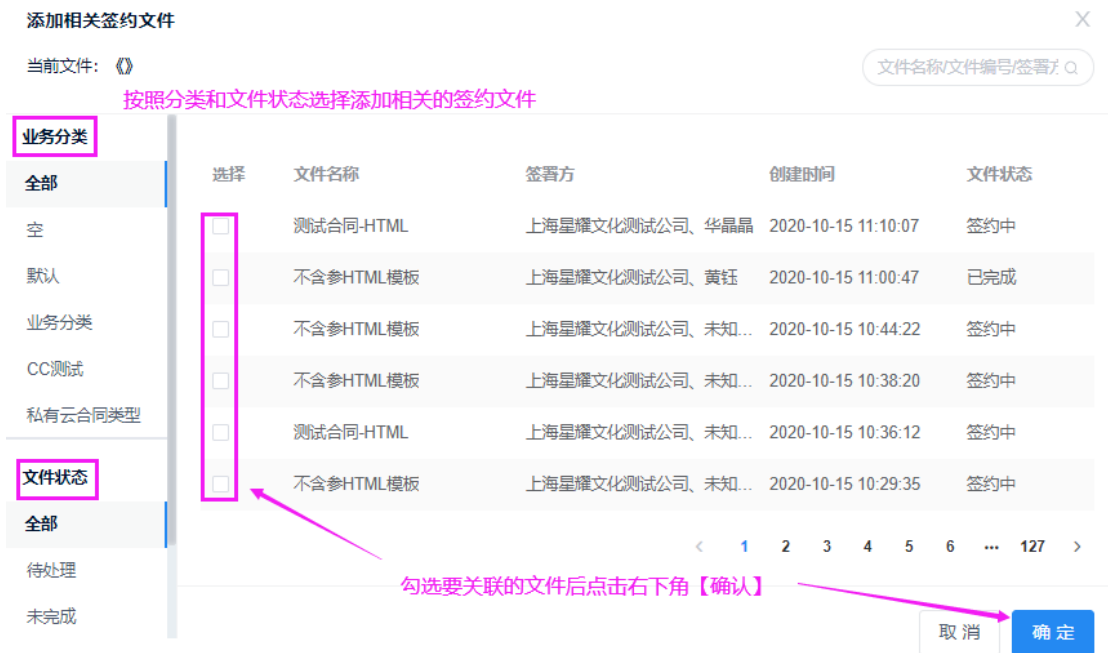 添加相关签约文件
X
当前文件：《》
文件名称/文件编号/签署方
按照分类和文件状态选择添加相关的签约文件
业务分类
全部
空
默认
业务分类
CC测试
私有云合同类型
文件状态
全部
待处理
未完成
选择 文件名称 签署方 创建时间 文件状态
测试合同-HTML 上海星耀文化测试公司、华晶晶 2020-10-15 11:10:07 签约中
不含参HTML模板 上海星耀文化测试公司、黄钰 2020-10-15 11:00:47 已完成
不含参HTML模板 上海星耀文化测试公司、未知... 2020-10-15 10:44:22 签约中
不含参HTML模板 上海星耀文化测试公司、未知... 2020-10-15 10:38:20 签约中
测试合同-HTML 上海星耀文化测试公司、未知... 2020-10-15 10:36:12 签约中
不含参HTML模板 上海星耀文化测试公司、未知... 2020-10-15 10:29:35 签约中
< 1 2 3 4 5 6 ... 127 >
勾选要关联的文件后点击右下角【确认】
取消 确定